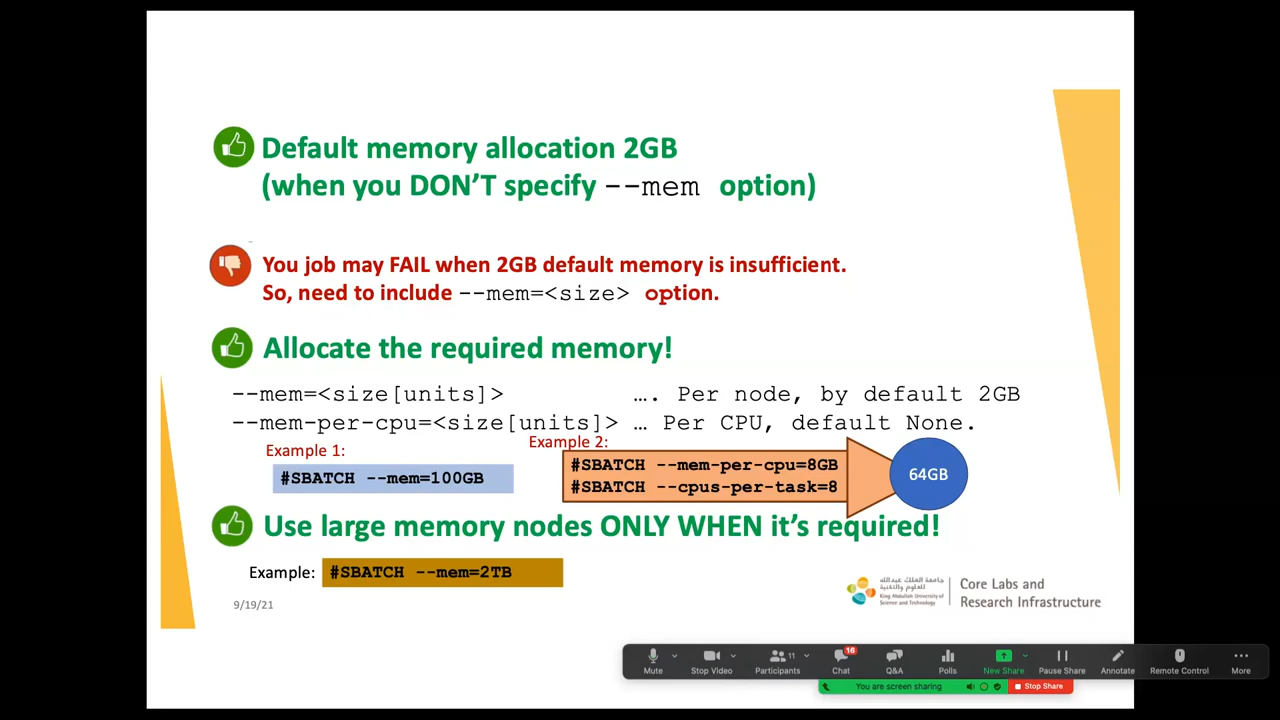 Default memory allocation 2GB
(when you DON'T specify --mem option)
You job may FAIL when 2GB default memory is insufficient.
So, need to include --mem=<size> option.
Allocate the required memory!
--mem=<size[units]> …. Per node, by default 2GB
--mem-per-cpu=<size[units]> … Per CPU, default None.
Example 1:
#SBATCH --mem=100GB
Example 2:
#SBATCH --mem-per-cpu=8GB
#SBATCH --cpus-per-task=8
64GB
Use large memory nodes ONLY WHEN it's required!
Example: #SBATCH --mem=2TB
9/19/21
جامعة الملك عبدالله
للعلوم والتقنية
King Abdullah University of
Science and Technology
Core Labs and
Research Infrastructure
Mute
Stop Video
11
Participants
16
Chat
Q&A
Polls
New Share
Pause Share
Annotate
Remote Control
More
You are screen sharing
Stop Share